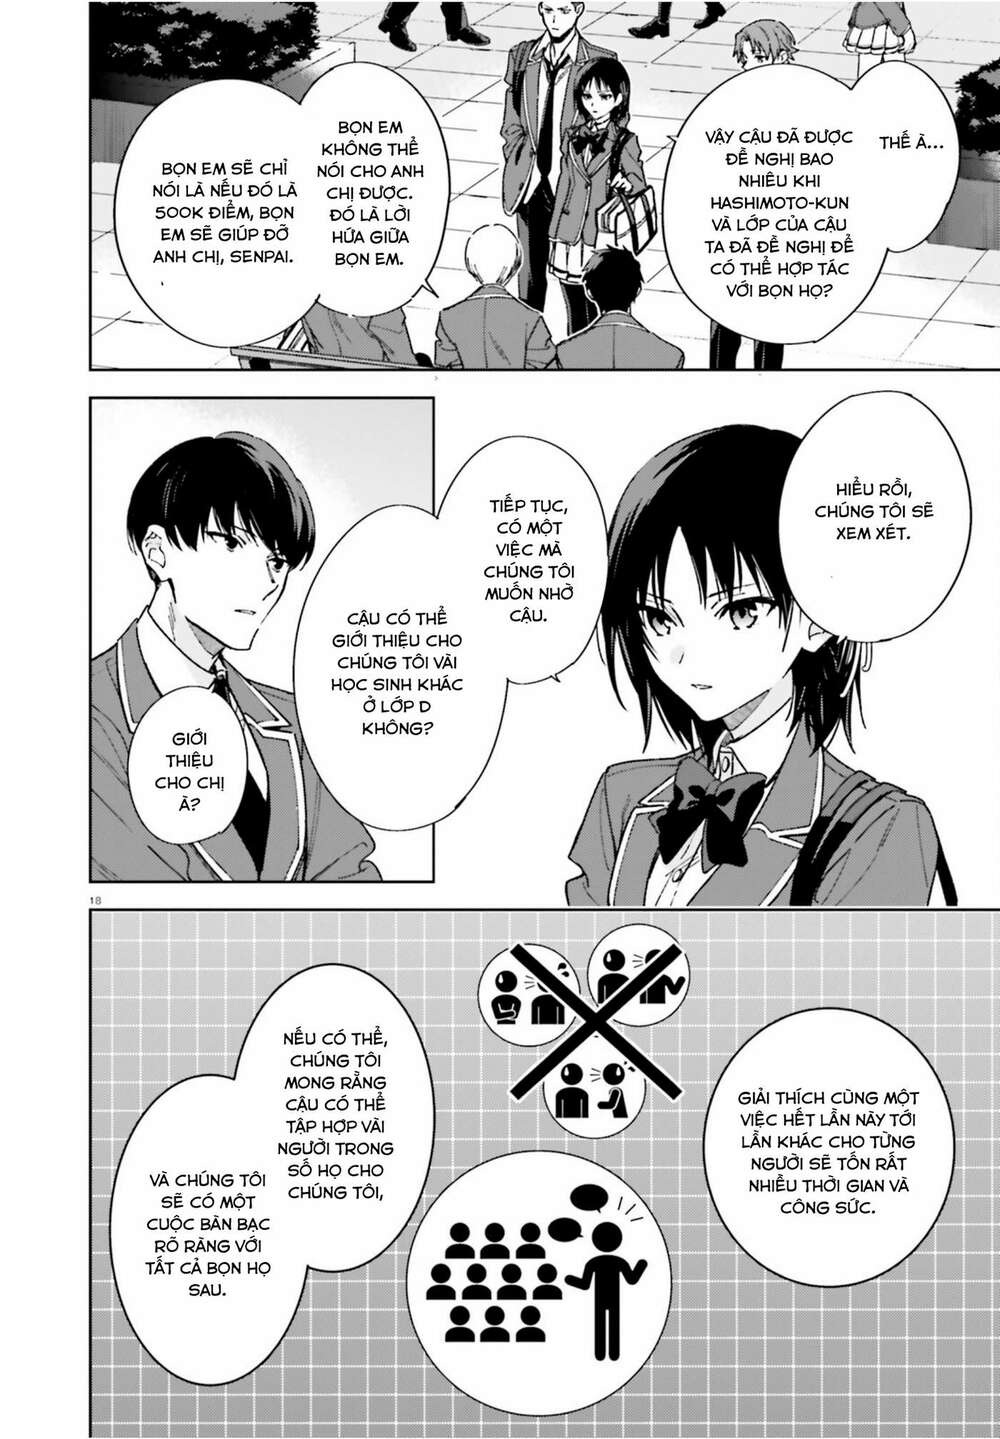 THẾ À...
VẬY CẬU ĐÃ ĐƯỢC
ĐỀ NGHỊ BAO
NHIÊU KHI
HASHIMOTO-KUN
VÀ LỚP CỦA CẬU
TA ĐÃ ĐỀ NGHỊ ĐỂ
CÓ THỂ HỢP TÁC
VỚI BỌN HỌ?
BỌN EM
KHÔNG THỂ
NÓI CHO ANH
CHỊ ĐƯỢC.
ĐÓ LÀ LỜI
HỨA GIỮA
BỌN EM.
BỌN EM SẼ CHỈ
NÓI LÀ NẾU ĐÓ LÀ
500K ĐIỂM, BỌN
EM SẼ GIÚP ĐỠ
ANH CHỊ, SENPAI.
HIỂU RỒI,
CHÚNG TÔI SẼ
XEM XÉT.
TIẾP TỤC,
CÓ MỘT
VIỆC MÀ
CHÚNG TÔI
MUỐN NHỜ
CẬU.
CẬU CÓ THỂ
GIỚI THIỆU CHO
CHÚNG TÔI VÀI
HỌC SINH KHÁC
Ở LỚP D
KHÔNG?
GIỚI
THIỆU
CHO CHỊ
À?
18
GIẢI THÍCH CÙNG MỘT
VIỆC HẾT LẦN NÀY TỚI
LẦN KHÁC CHO TỪNG
NGƯỜI SẼ TỐN RẤT
NHIỀU THỜI GIAN VÀ
CÔNG SỨC.
NẾU CÓ THỂ,
CHÚNG TÔI
MONG RẰNG
CẬU CÓ THỂ
TẬP HỢP VÀI
NGƯỜI TRONG
SỐ HỌ CHO
CHÚNG TÔI,
VÀ CHÚNG TÔI
SẼ CÓ MỘT
CUỘC BÀN BẠC
RÕ RÀNG VỚI
TẤT CẢ BỌN HỌ
SAU.